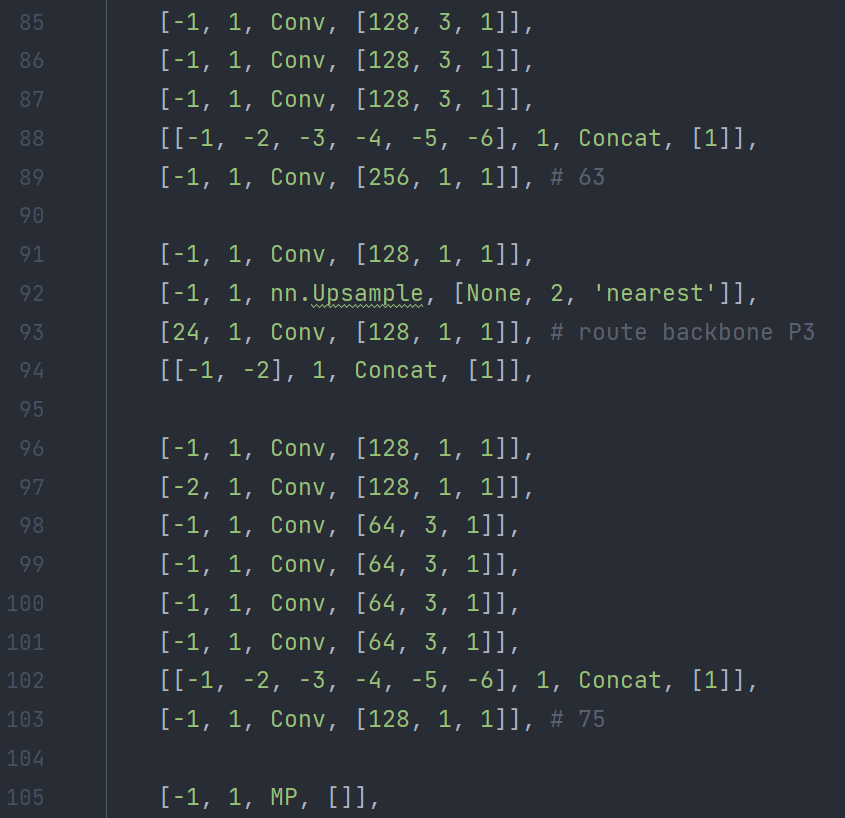 85 [-1, 1, Conv, [128, 3, 1]],
86 [-1, 1, Conv, [128, 3, 1]],
87 [-1, 1, Conv, [128, 3, 1]],
88 [[-1, -2, -3, -4, -5, -6], 1, Concat, [1]],
89 [-1, 1, Conv, [256, 1, 1]], # 63
90
91 [-1, 1, Conv, [128, 1, 1]],
92 [-1, 1, nn.Upsample, [None, 2, 'nearest']],
93 [24, 1, Conv, [128, 1, 1]], # route backbone P3
94 [[-1, -2], 1, Concat, [1]],
95
96 [-1, 1, Conv, [128, 1, 1]],
97 [-2, 1, Conv, [128, 1, 1]],
98 [-1, 1, Conv, [64, 3, 1]],
99 [-1, 1, Conv, [64, 3, 1]],
100 [-1, 1, Conv, [64, 3, 1]],
101 [-1, 1, Conv, [64, 3, 1]],
102 [[-1, -2, -3, -4, -5, -6], 1, Concat, [1]],
103 [-1, 1, Conv, [128, 1, 1]], # 75
104
105 [-1, 1, MP, []],